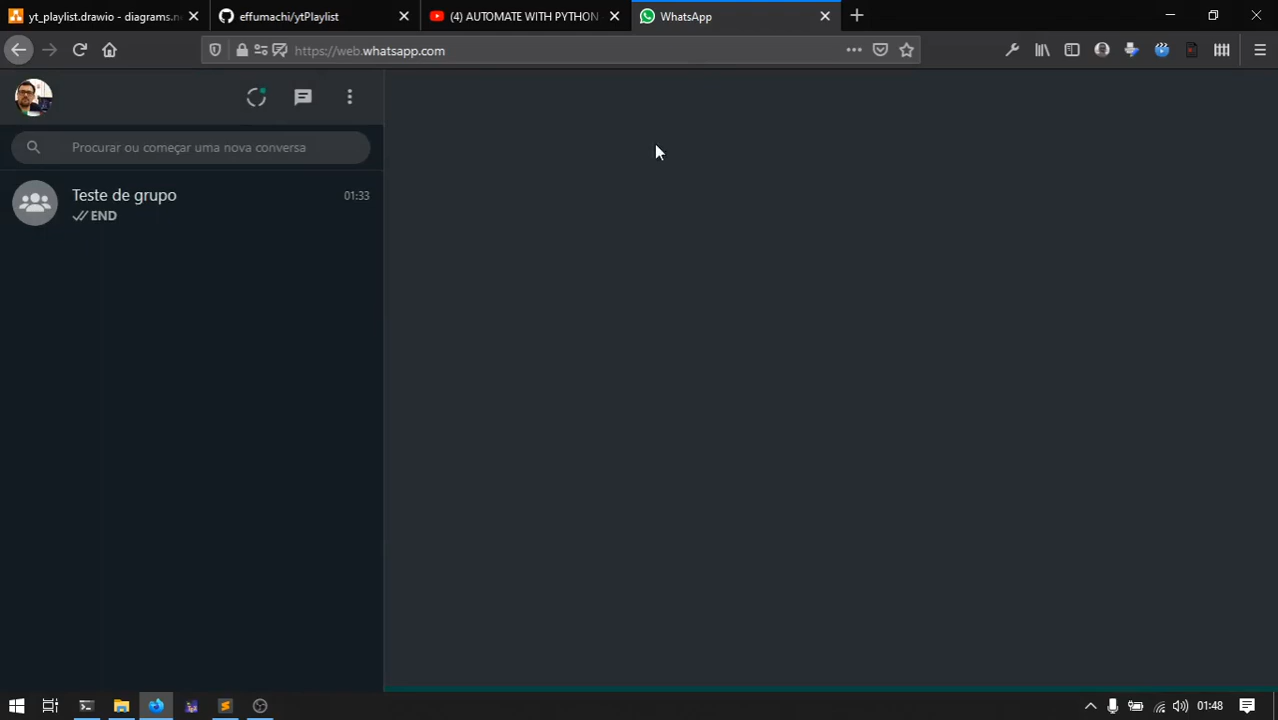 yt_playlist.drawio - diagrams.n
effumachi/ytPlaylist
(4) AUTOMATE WITH PYTHON
WhatsApp
https://web.whatsapp.com
Procurar ou começar uma nova conversa
Teste de grupo
01:33
END
01:48